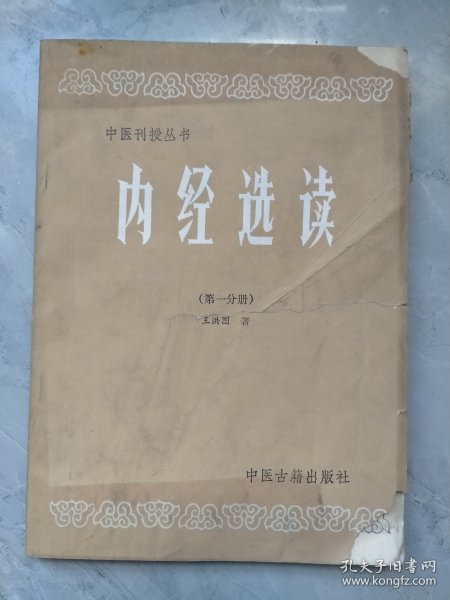 中医刊授丛书
内经选读
（第一分册）
王洪图 著
中医古籍出版社
孔夫子旧书网
www.kongfz.com